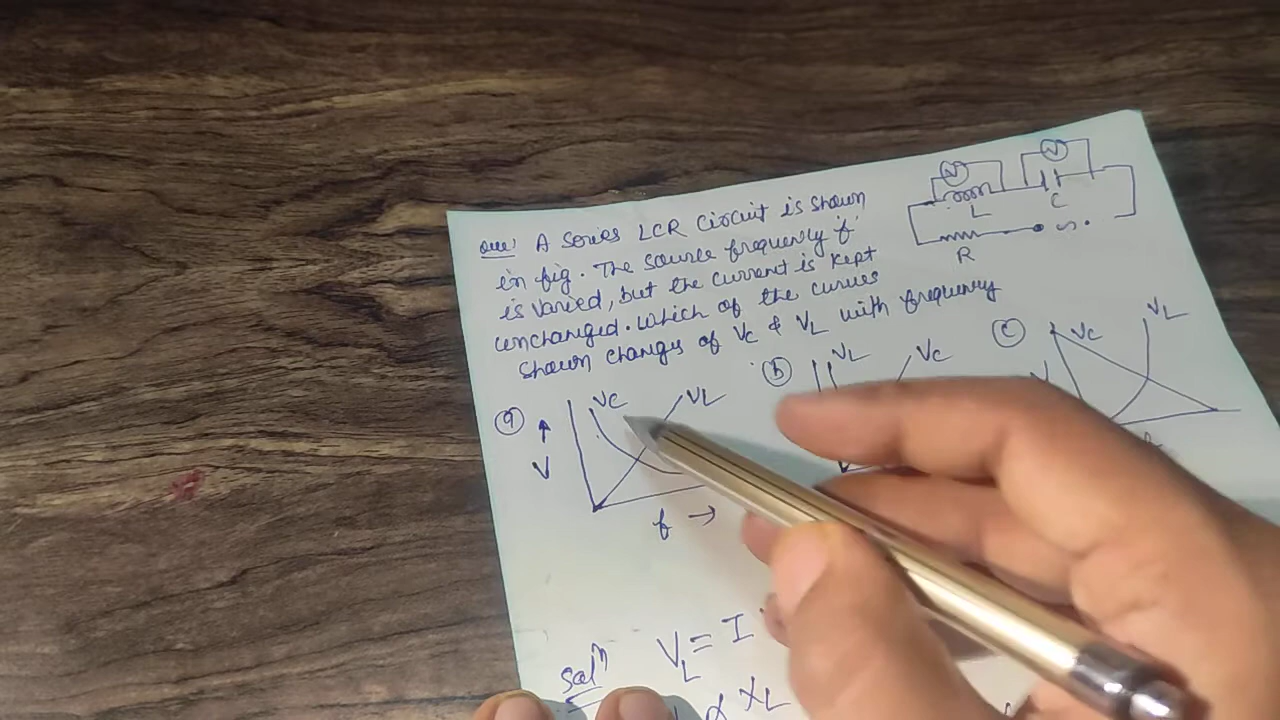 Que: A series LCR circuit is shown
in fig. The source frequency 'f'
is varied, but the current is kept
unchanged. Which of the curves
shown changes of Vc & VL with frequency
V
V
L
C
R
(a)
V
Vc
VL
f →
(b)
VL
Vc
(c)
Vc
VL
V
Solⁿ
VL = I
α XL